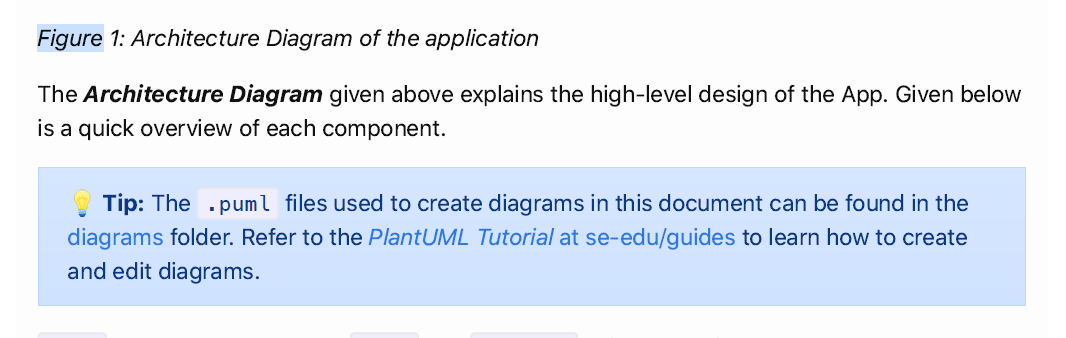 Figure 1: Architecture Diagram of the application
The Architecture Diagram given above explains the high-level design of the App. Given below
is a quick overview of each component.
💡 Tip: The .puml files used to create diagrams in this document can be found in the
diagrams folder. Refer to the PlantUML Tutorial at se-edu/guides to learn how to create
and edit diagrams.